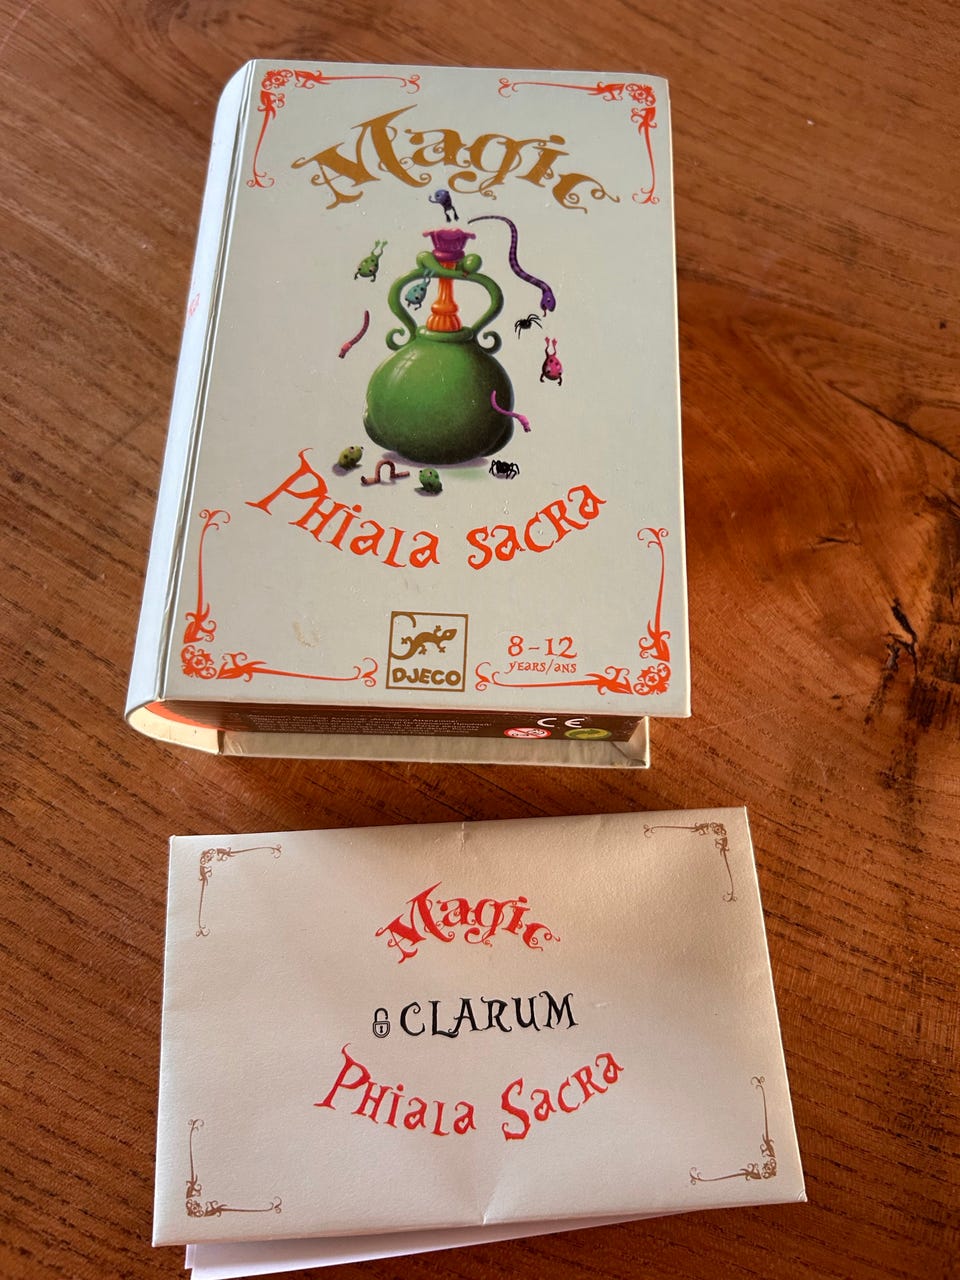 Magic
Phiala sacra
DJECO
8-12
years/ans
CE
Magic
CLARUM
Phiala Sacra